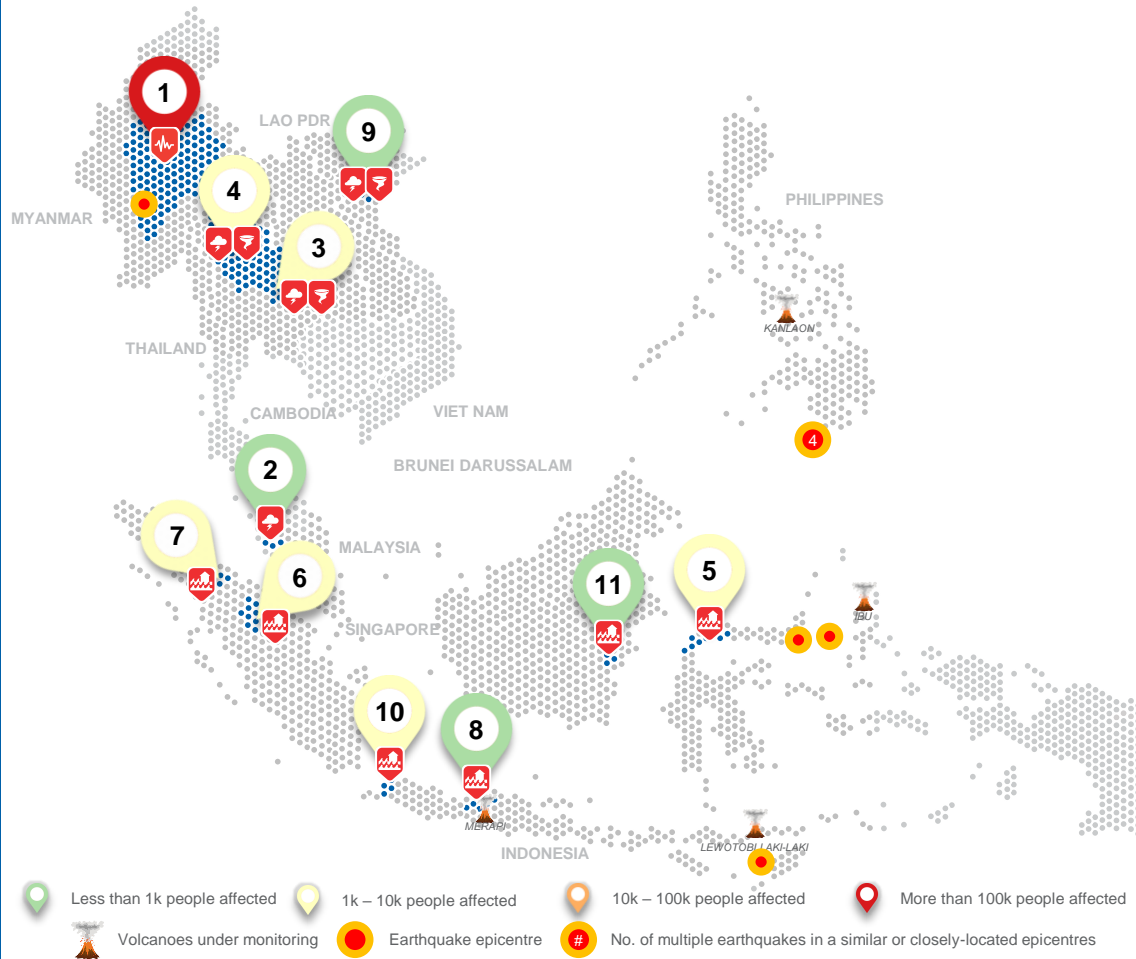 1
LAO PDR
9
4
PHILIPPINES
MYANMAR
3
KANLAON
THAILAND
CAMBODIA
VIET NAM
4
2
BRUNEI DARUSSALAM
7
MALAYSIA
6
11
5
IBU
SINGAPORE
10
8
MERAPI
INDONESIA
LEWOTOBI LAKI-LAKI
Less than 1k people affected
1k – 10k people affected
10k – 100k people affected
More than 100k people affected
Volcanoes under monitoring
Earthquake epicentre
#
No. of multiple earthquakes in a similar or closely-located epicentres